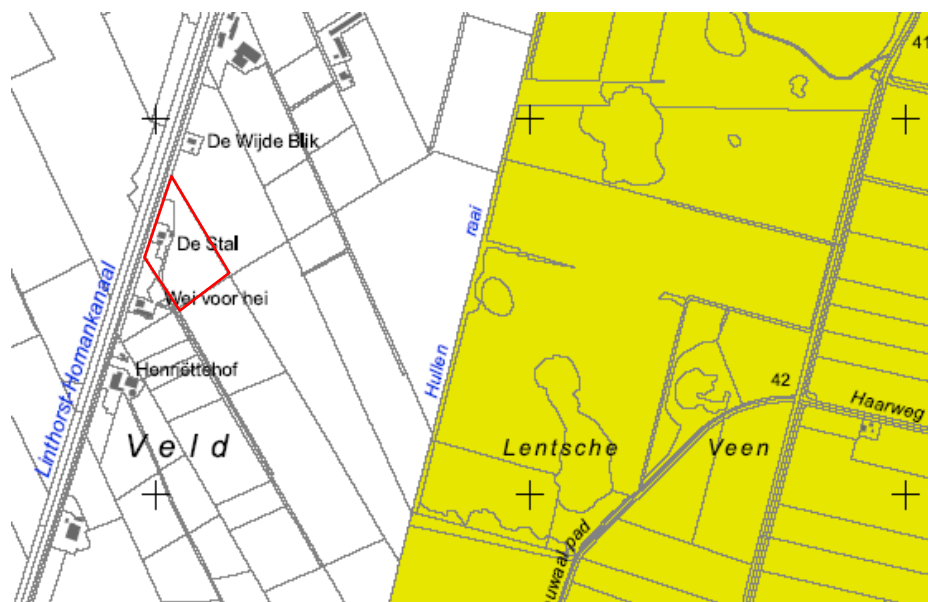 41
De Wijde Blik
raai
De Stal
Linthorst-Homankanaal
Wei voor hei
Hullen
Henriëttehof
42
Haarweg
Veld
Lentsche Veen
uwaal pad